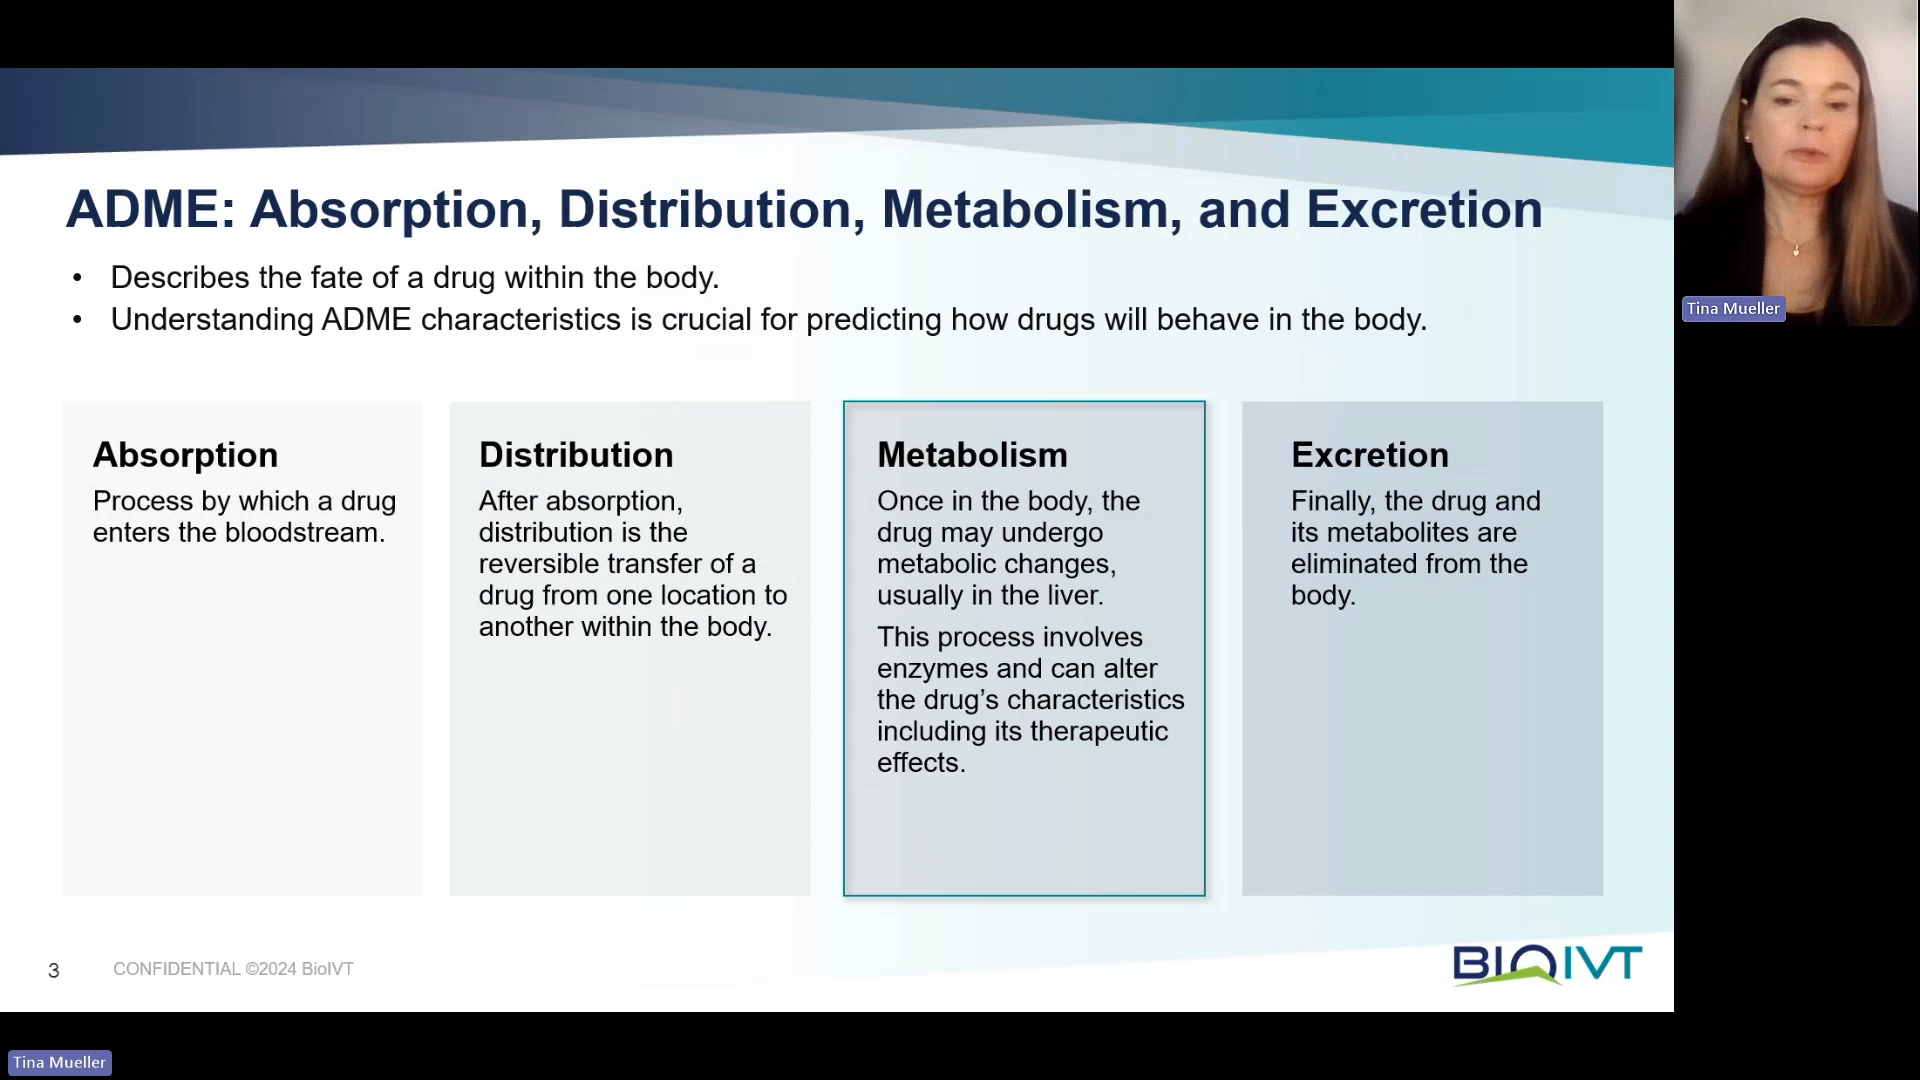 ADME: Absorption, Distribution, Metabolism, and Excretion
• Describes the fate of a drug within the body.
• Understanding ADME characteristics is crucial for predicting how drugs will behave in the body.
Absorption
Process by which a drug
enters the bloodstream.
Distribution
After absorption,
distribution is the
reversible transfer of a
drug from one location to
another within the body.
Metabolism
Once in the body, the
drug may undergo
metabolic changes,
usually in the liver.
This process involves
enzymes and can alter
the drug’s characteristics
including its therapeutic
effects.
Excretion
Finally, the drug and
its metabolites are
eliminated from the
body.
3
CONFIDENTIAL ©2024 BioIVT
BIOIVT
Tina Mueller
Tina Mueller